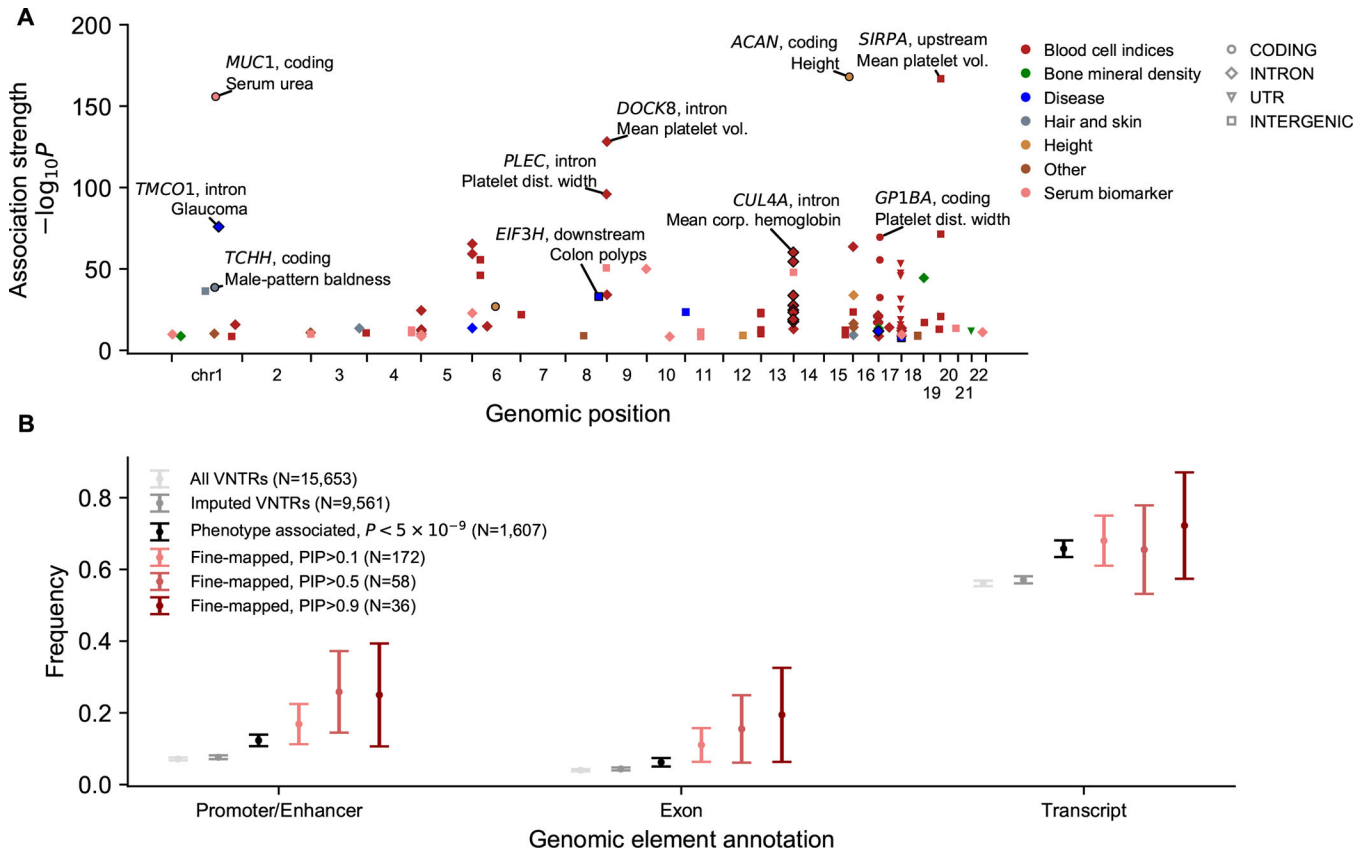 A
200
150
100
50
0
Association strength
−log₁₀P
MUC1, coding
Serum urea
TMCO1, intron
Glaucoma
TCHH, coding
Male-pattern baldness
EIF3H, downstream
Colon polyps
PLEC, intron
Platelet dist. width
DOCK8, intron
Mean platelet vol.
ACAN, coding
Height
SIRPA, upstream
Mean platelet vol.
CUL4A, intron
Mean corp. hemoglobin
GP1BA, coding
Platelet dist. width
Blood cell indices
Bone mineral density
Disease
Hair and skin
Height
Other
Serum biomarker
CODING
INTRON
UTR
INTERGENIC
chr1 2 3 4 5 6 7 8 9 10 11 12 13 14 15 16 17 18 20 22
19 21
Genomic position
B
0.8
0.6
0.4
0.2
0.0
Frequency
All VNTRs (N=15,653)
Imputed VNTRs (N=9,561)
Phenotype associated, P < 5 × 10⁻⁹ (N=1,607)
Fine-mapped, PIP>0.1 (N=172)
Fine-mapped, PIP>0.5 (N=58)
Fine-mapped, PIP>0.9 (N=36)
Promoter/Enhancer Exon Transcript
Genomic element annotation